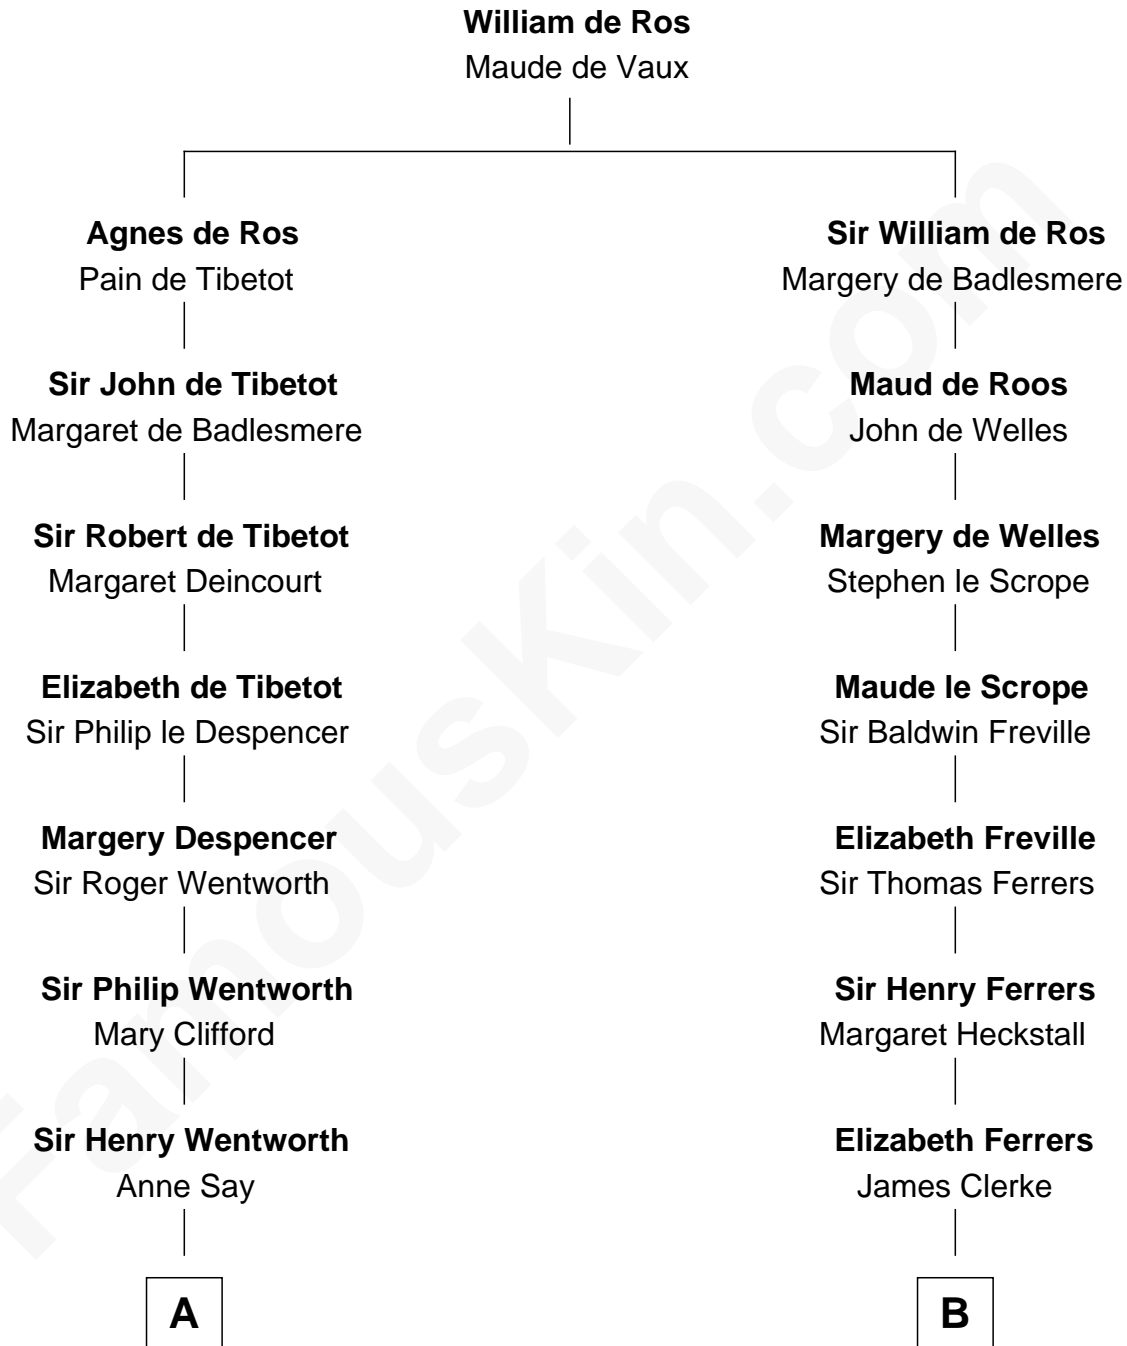 William de Ros
Maude de Vaux
Agnes de Ros
Pain de Tibetot
Sir William de Ros
Margery de Badlesmere
Sir John de Tibetot
Margaret de Badlesmere
Maud de Roos
John de Welles
Sir Robert de Tibetot
Margaret Deincourt
Margery de Welles
Stephen le Scrope
Elizabeth de Tibetot
Sir Philip le Despencer
Maude le Scrope
Sir Baldwin Freville
Margery Despencer
Sir Roger Wentworth
Elizabeth Freville
Sir Thomas Ferrers
Sir Philip Wentworth
Mary Clifford
Sir Henry Ferrers
Margaret Heckstall
Sir Henry Wentworth
Anne Say
Elizabeth Ferrers
James Clerke
A
B
FamousKin.com